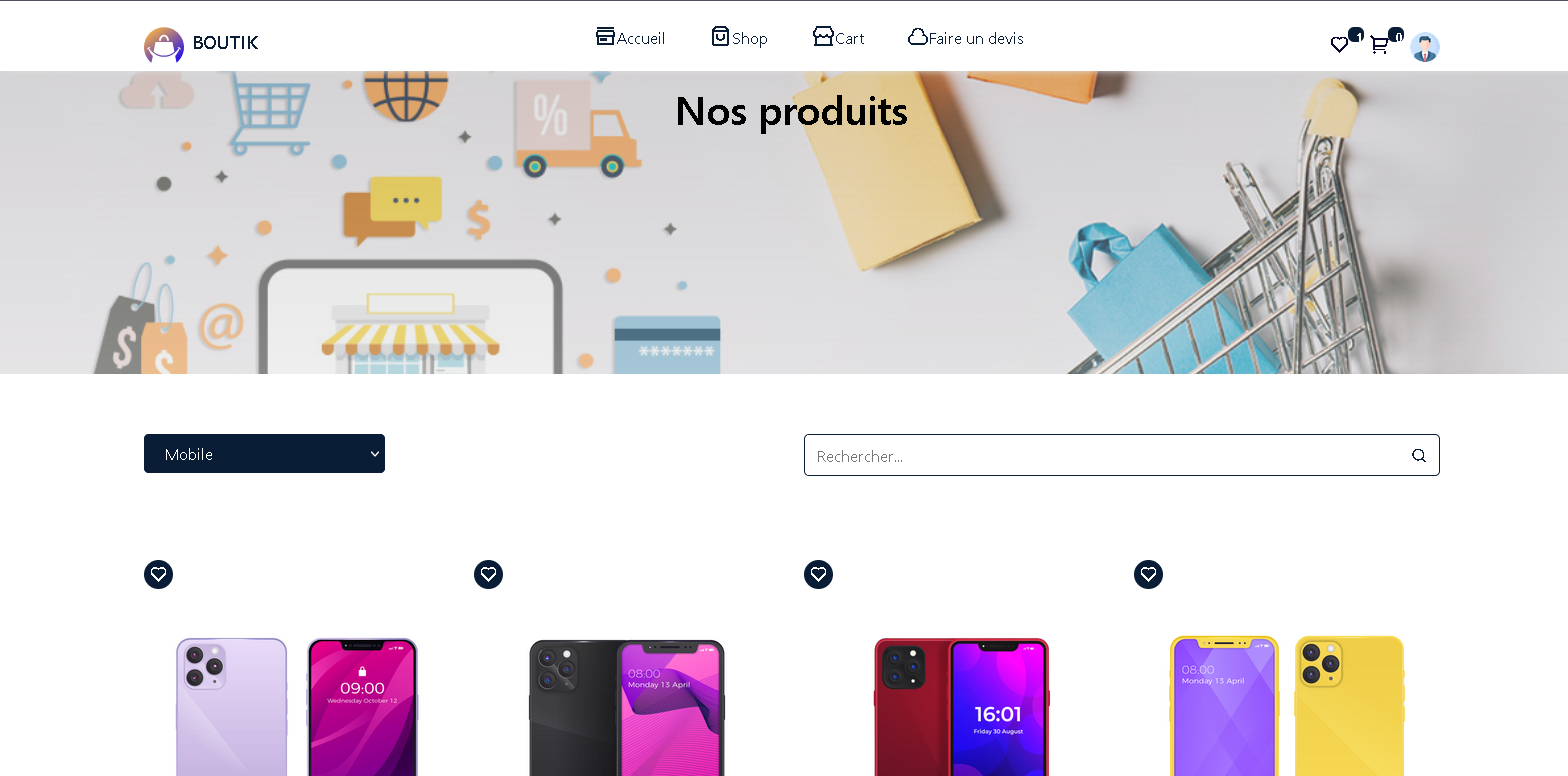 BOUTIK
Accueil
Shop
Cart
Faire un devis
1
0
Nos produits
%
$
$
$
@
*******
Mobile
Rechercher...
09:00
Wednesday October 12
08:00
Monday 13 April
16:01
Friday 30 August
08:00
Monday 13 April